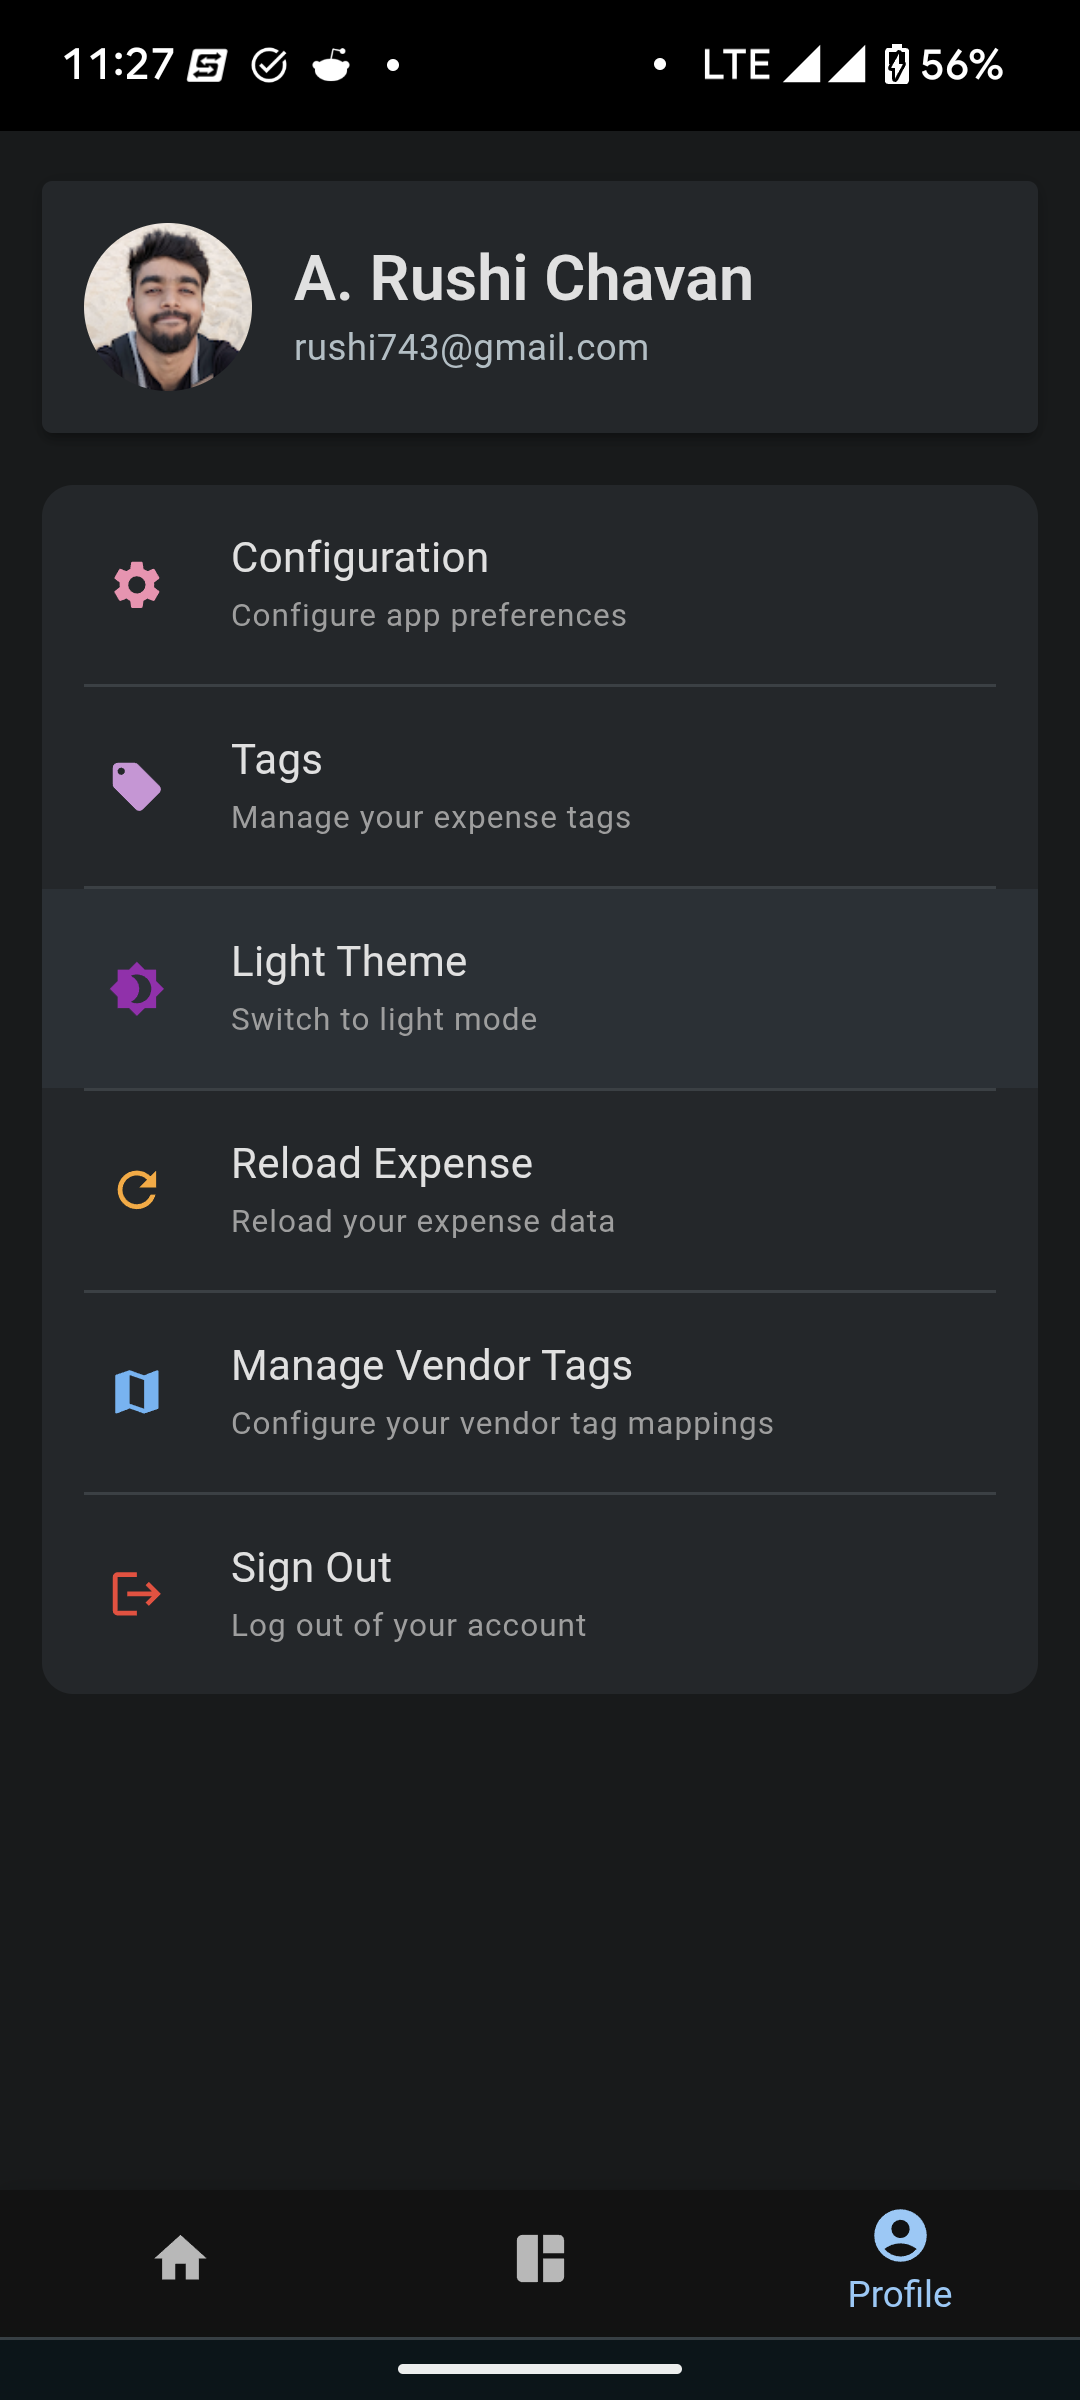 11:27
LTE 56%
A. Rushi Chavan
rushi743@gmail.com
Configuration
Configure app preferences
Tags
Manage your expense tags
Light Theme
Switch to light mode
Reload Expense
Reload your expense data
Manage Vendor Tags
Configure your vendor tag mappings
Sign Out
Log out of your account
Profile